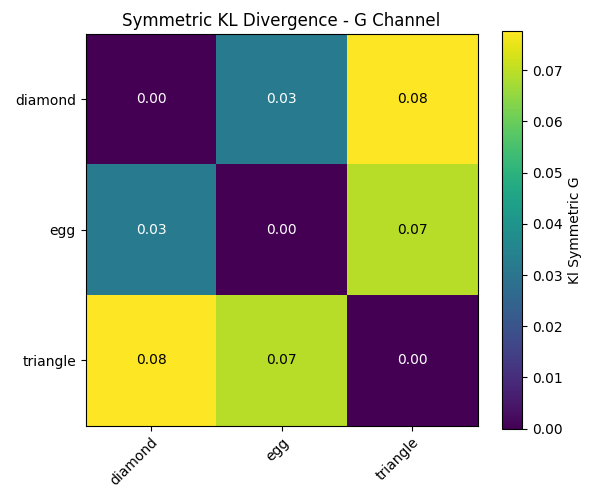 Symmetric KL Divergence - G Channel
diamond 0.00 0.03 0.08
egg 0.03 0.00 0.07
triangle 0.08 0.07 0.00
diamond egg triangle
0.07
0.06
0.05
0.04
0.03
0.02
0.01
0.00
Kl Symmetric G